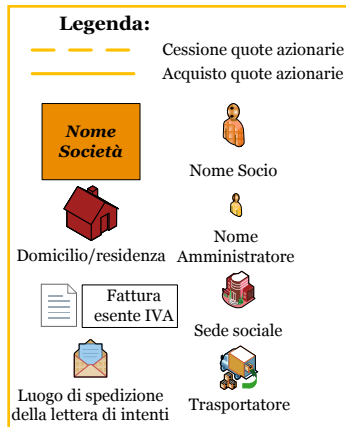 Legenda:
Cessione quote azionarie
Acquisto quote azionarie
Nome
Società
Nome Socio
Domicilio/residenza
Nome
Amministratore
Fattura
esente IVA
Sede sociale
Luogo di spedizione
della lettera di intenti
Trasportatore